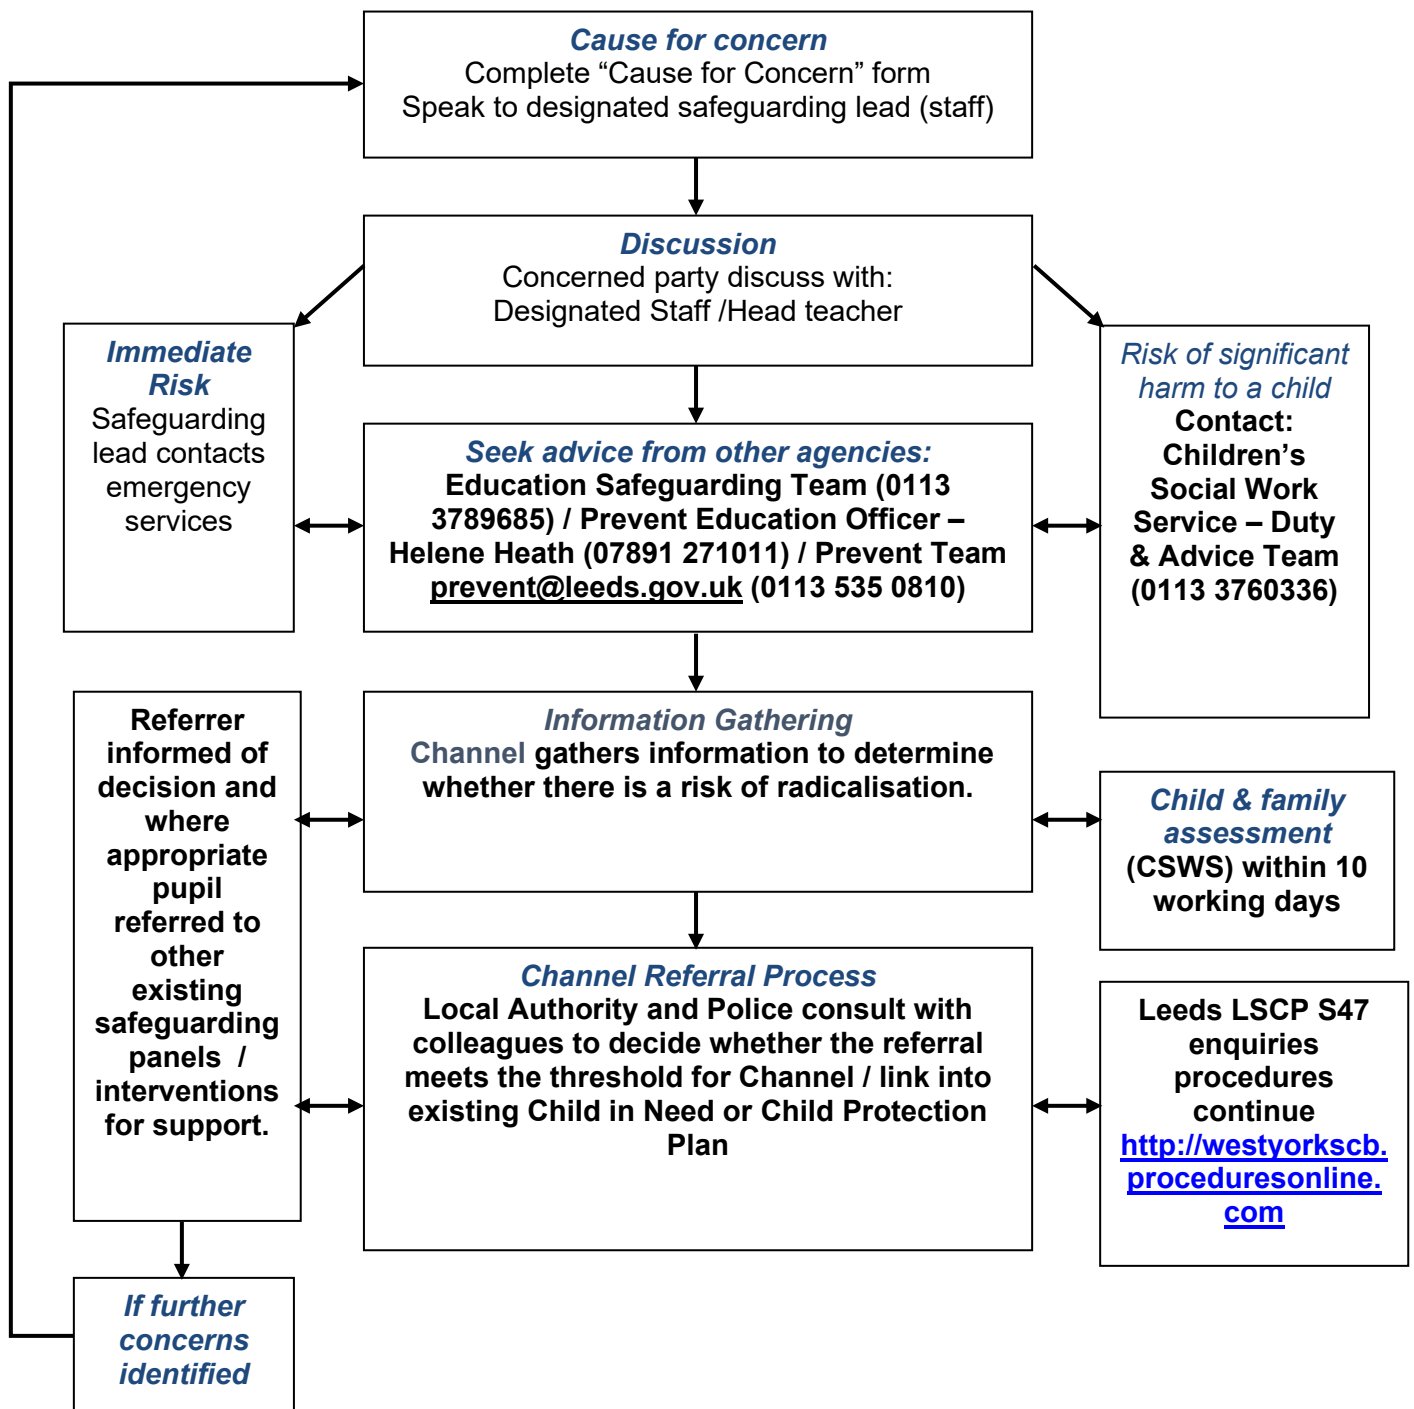 Cause for concern
Complete “Cause for Concern” form
Speak to designated safeguarding lead (staff)
Discussion
Concerned party discuss with:
Designated Staff /Head teacher
Immediate
Risk
Safeguarding
lead contacts
emergency
services
Seek advice from other agencies:
Education Safeguarding Team (0113
3789685) / Prevent Education Officer –
Helene Heath (07891 271011) / Prevent Team
prevent@leeds.gov.uk (0113 535 0810)
Risk of significant
harm to a child
Contact:
Children’s
Social Work
Service – Duty
& Advice Team
(0113 3760336)
Referrer
informed of
decision and
where
appropriate
pupil
referred to
other
existing
safeguarding
panels  /
interventions
for support.
Information Gathering
Channel gathers information to determine
whether there is a risk of radicalisation.
Child & family
assessment
(CSWS) within 10
working days
Channel Referral Process
Local Authority and Police consult with
colleagues to decide whether the referral
meets the threshold for Channel / link into
existing Child in Need or Child Protection
Plan
Leeds LSCP S47
enquiries
procedures
continue
http://westyorkscb.
proceduresonline.
com
If further
concerns
identified